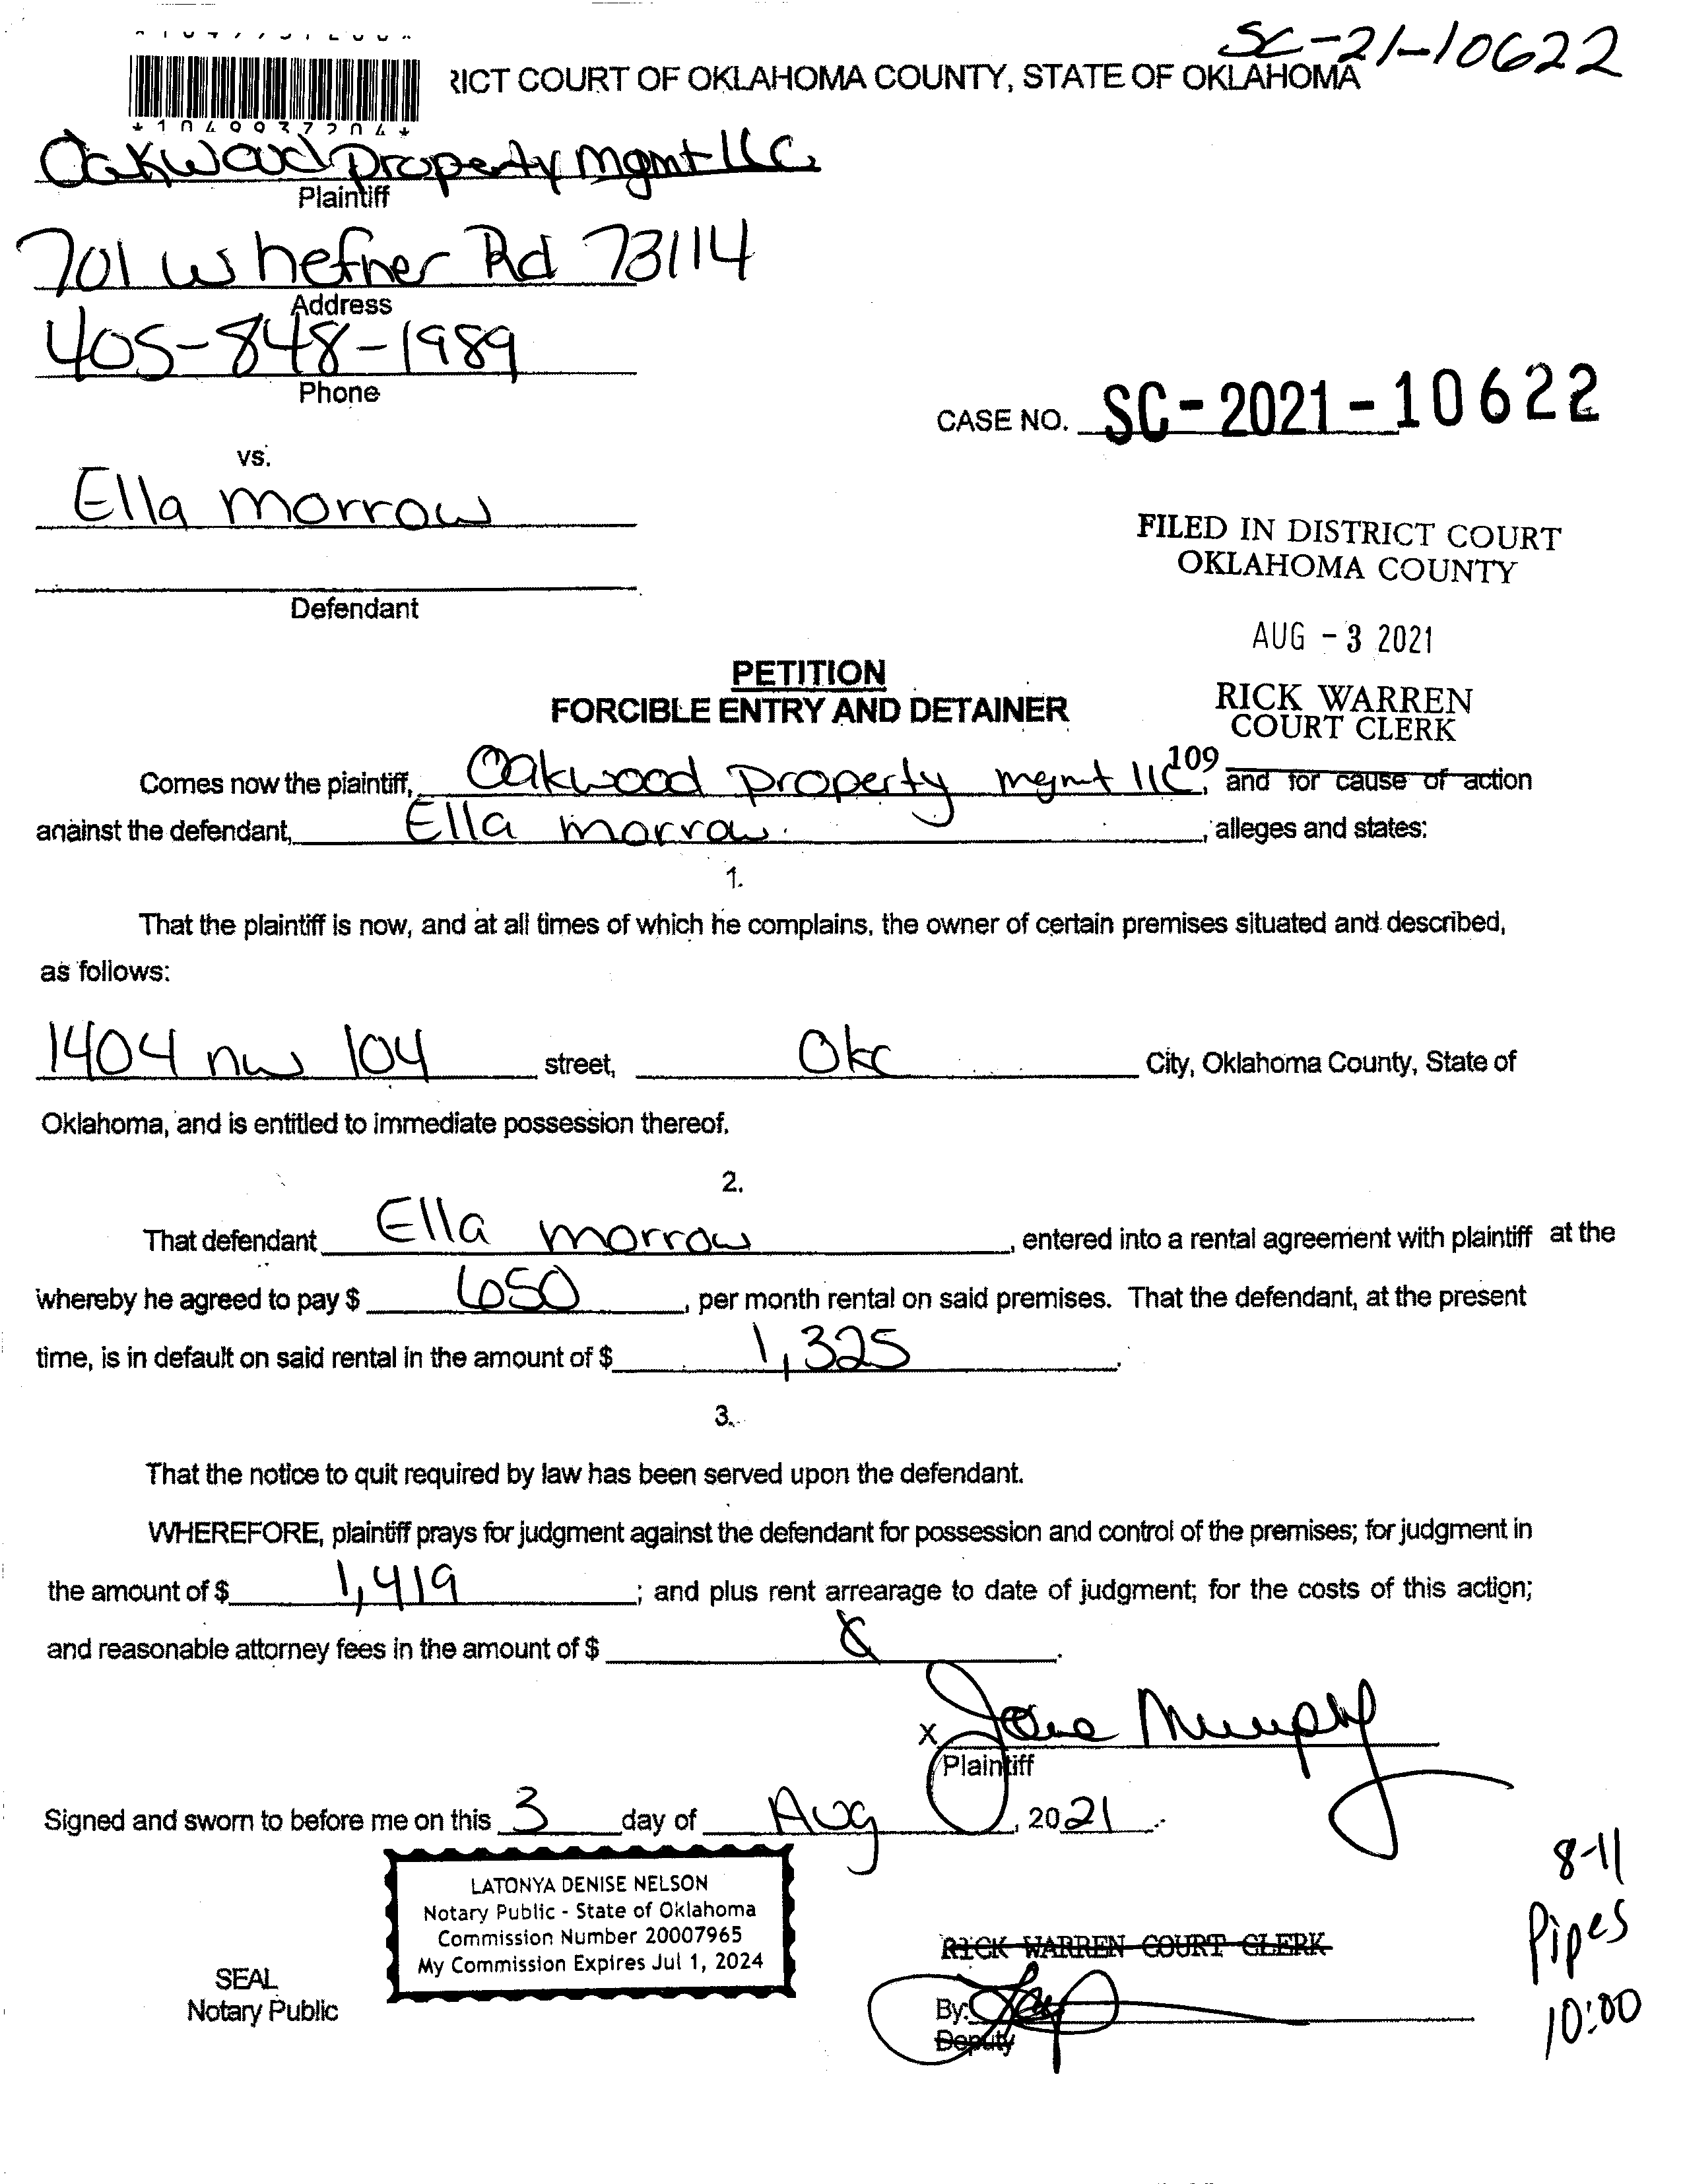 SC-21-10622
RICT COURT OF OKLAHOMA COUNTY, STATE OF OKLAHOMA
*1049937204*
Oakwood Property Mgmt LLC
Plaintiff
701 W hefner Rd 73114
Address
405-848-1989
Phone
CASE NO. SC-2021-10622
vs.
Ella morrow
FILED IN DISTRICT COURT
OKLAHOMA COUNTY
Defendant
AUG - 3 2021
PETITION
RICK WARREN
COURT CLERK
FORCIBLE ENTRY AND DETAINER
109
Comes now the plaintiff, Oakwood Property mgmt llC, and for cause of action
against the defendant, Ella morrow, alleges and states:
1.
That the plaintiff is now, and at all times of which he complains, the owner of certain premises situated and described,
as follows:
1404 nw 104 street, Okc City, Oklahoma County, State of
Oklahoma, and is entitled to immediate possession thereof.
2.
That defendant Ella morrow, entered into a rental agreement with plaintiff at the
whereby he agreed to pay $ 650, per month rental on said premises. That the defendant, at the present
time, is in default on said rental in the amount of $ 1,325.
3.
That the notice to quit required by law has been served upon the defendant.
WHEREFORE, plaintiff prays for judgment against the defendant for possession and control of the premises; for judgment in
the amount of $ 1,419; and plus rent arrearage to date of judgment; for the costs of this action;
and reasonable attorney fees in the amount of $ .
X Jane Murphy
Plaintiff
Signed and sworn to before me on this 3 day of Aug, 2021.
LATONYA DENISE NELSON
Notary Public - State of Oklahoma
Commission Number 20007965
My Commission Expires Jul 1, 2024
SEAL
Notary Public
RICK WARREN COURT CLERK
By:
Deputy
8-11
Pipes
10:00